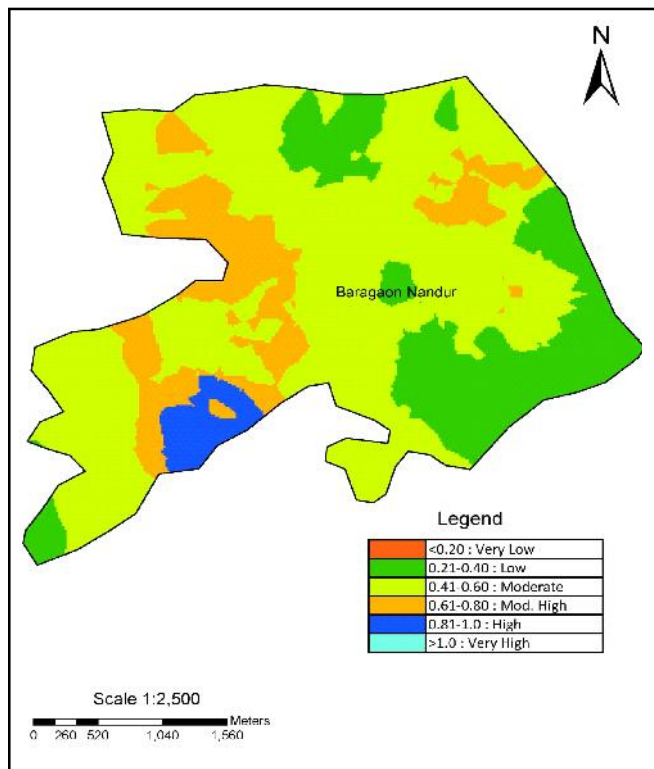 N
Baragaon Nandur
Legend
<0.20 : Very Low
0.21-0.40 : Low
0.41-0.60 : Moderate
0.61-0.80 : Mod. High
0.81-1.0 : High
>1.0 : Very High
Scale 1:2,500
Meters
0 260 520 1,040 1,560